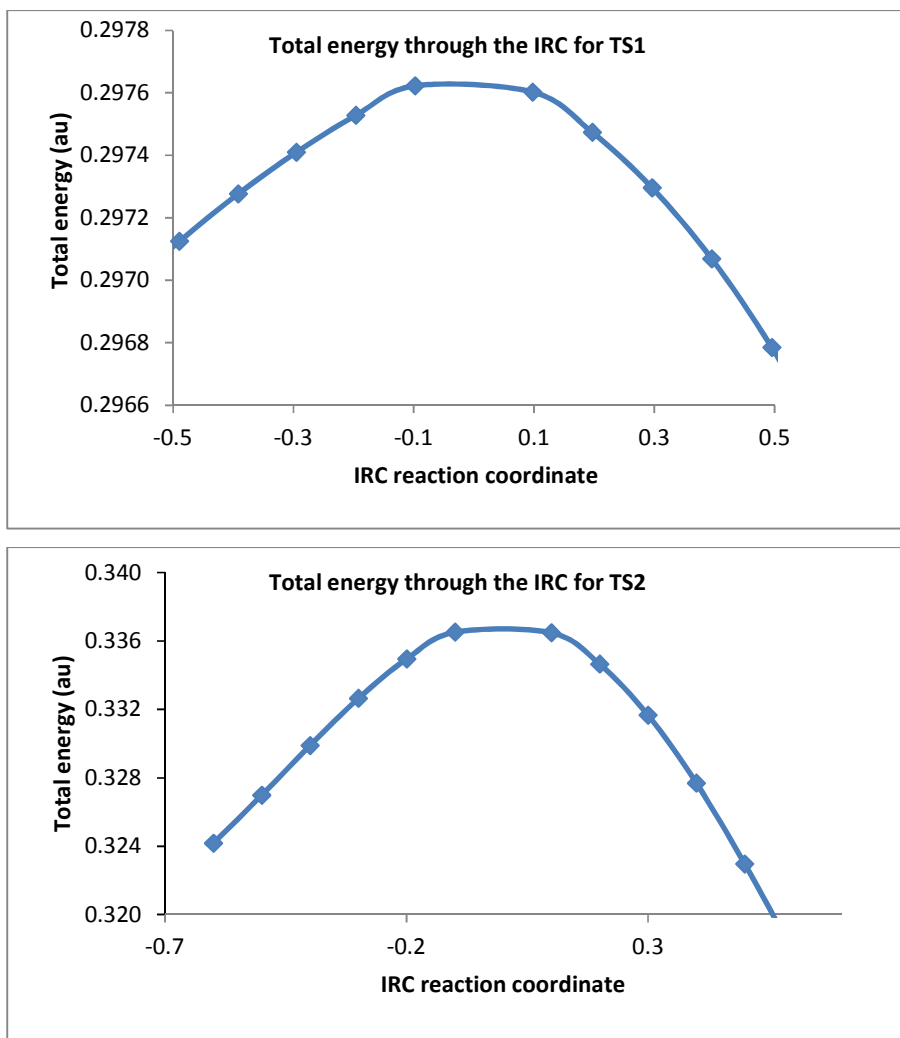 Total energy through the IRC for TS1
Total energy (au)
0.2978
0.2976
0.2974
0.2972
0.2970
0.2968
0.2966
-0.5 -0.3 -0.1 0.1 0.3 0.5
IRC reaction coordinate
Total energy through the IRC for TS2
Total energy (au)
0.340
0.336
0.332
0.328
0.324
0.320
-0.7 -0.2 0.3
IRC reaction coordinate